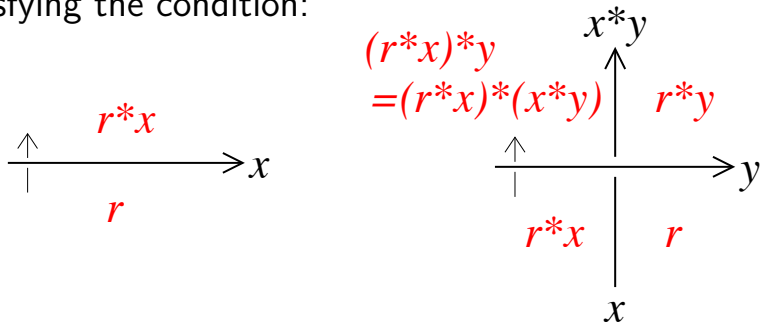 sfying the condition:
r*x
x
r
x*y
(r*x)*y
=(r*x)*(x*y)
r*y
y
r*x
r
x